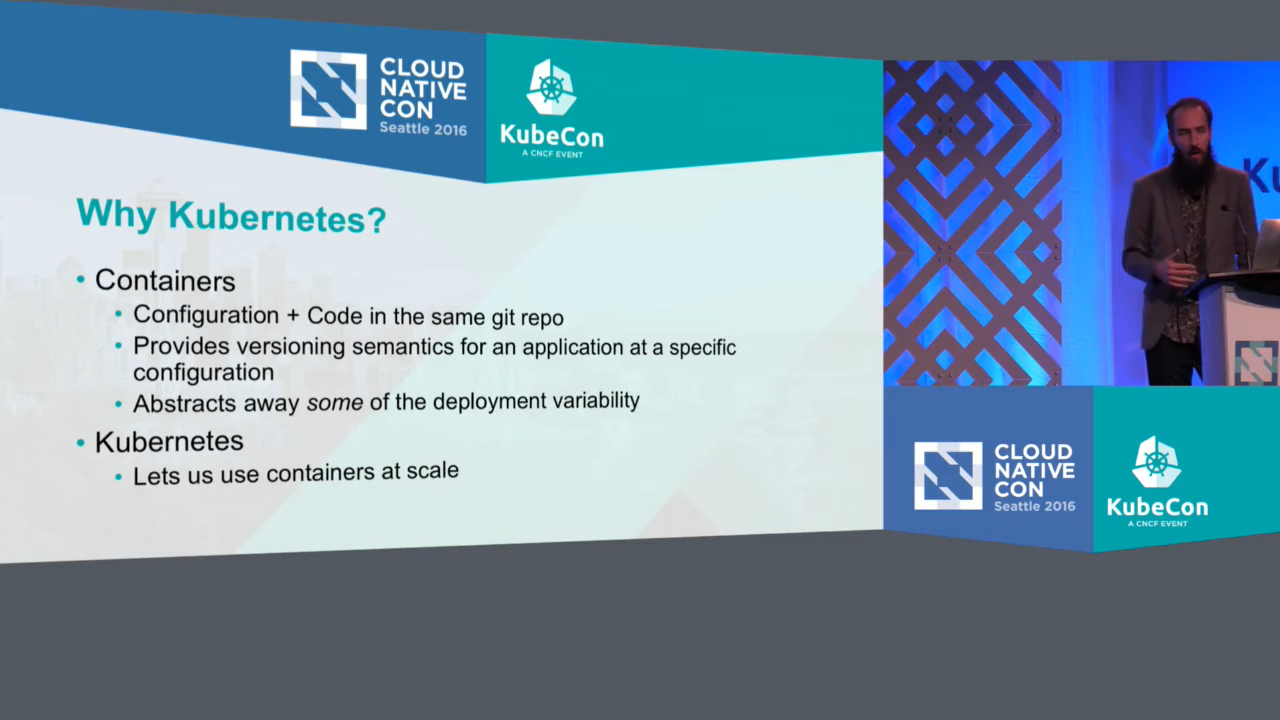 CLOUD
NATIVE
CON
Seattle 2016
KubeCon
A CNCF EVENT
Why Kubernetes?
• Containers
• Configuration + Code in the same git repo
• Provides versioning semantics for an application at a specific
configuration
• Abstracts away some of the deployment variability
• Kubernetes
• Lets us use containers at scale
Ku
CLOUD
NATIVE
CON
Seattle 2016
KubeCon
A CNCF EVENT